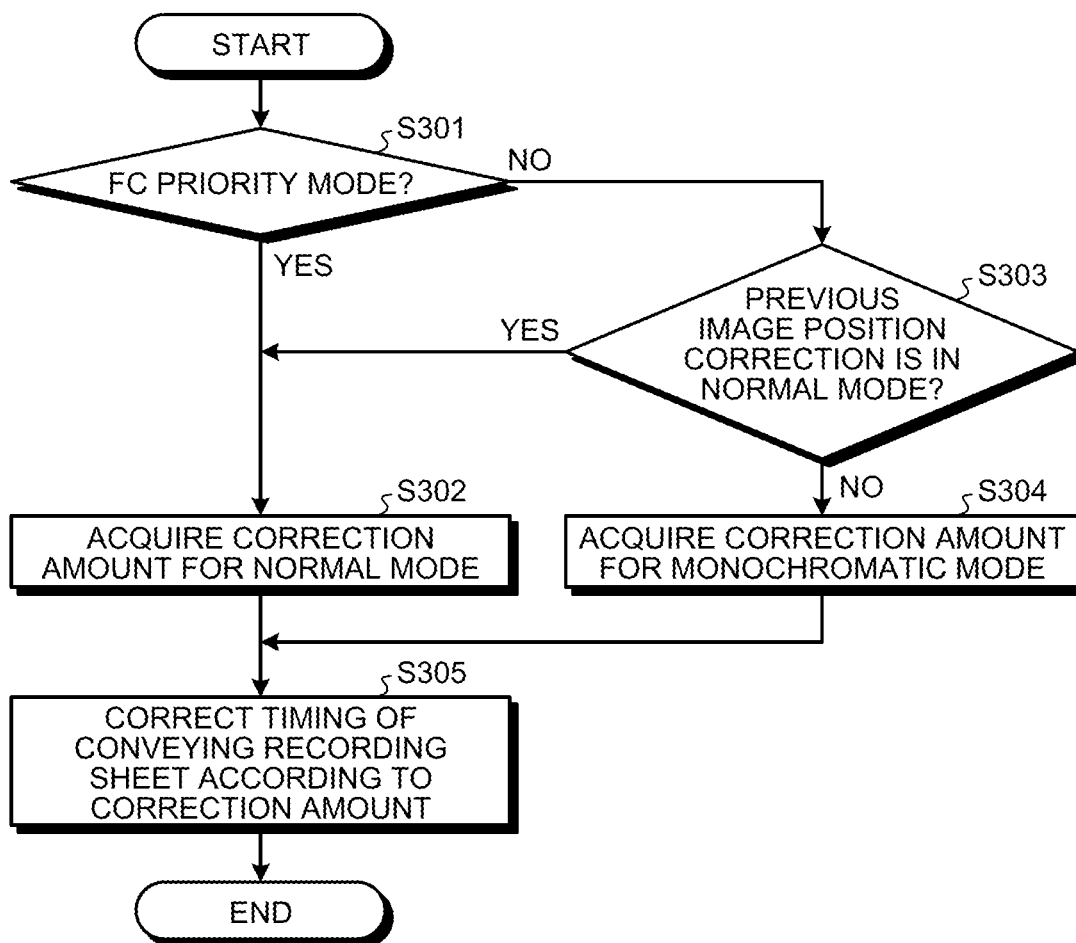 START
S301
FC PRIORITY MODE?
NO
YES
S303
PREVIOUS
IMAGE POSITION
CORRECTION IS IN
NORMAL MODE?
YES
NO
S302
ACQUIRE CORRECTION
AMOUNT FOR NORMAL MODE
S304
ACQUIRE CORRECTION AMOUNT
FOR MONOCHROMATIC MODE
S305
CORRECT TIMING OF
CONVEYING RECORDING
SHEET ACCORDING TO
CORRECTION AMOUNT
END